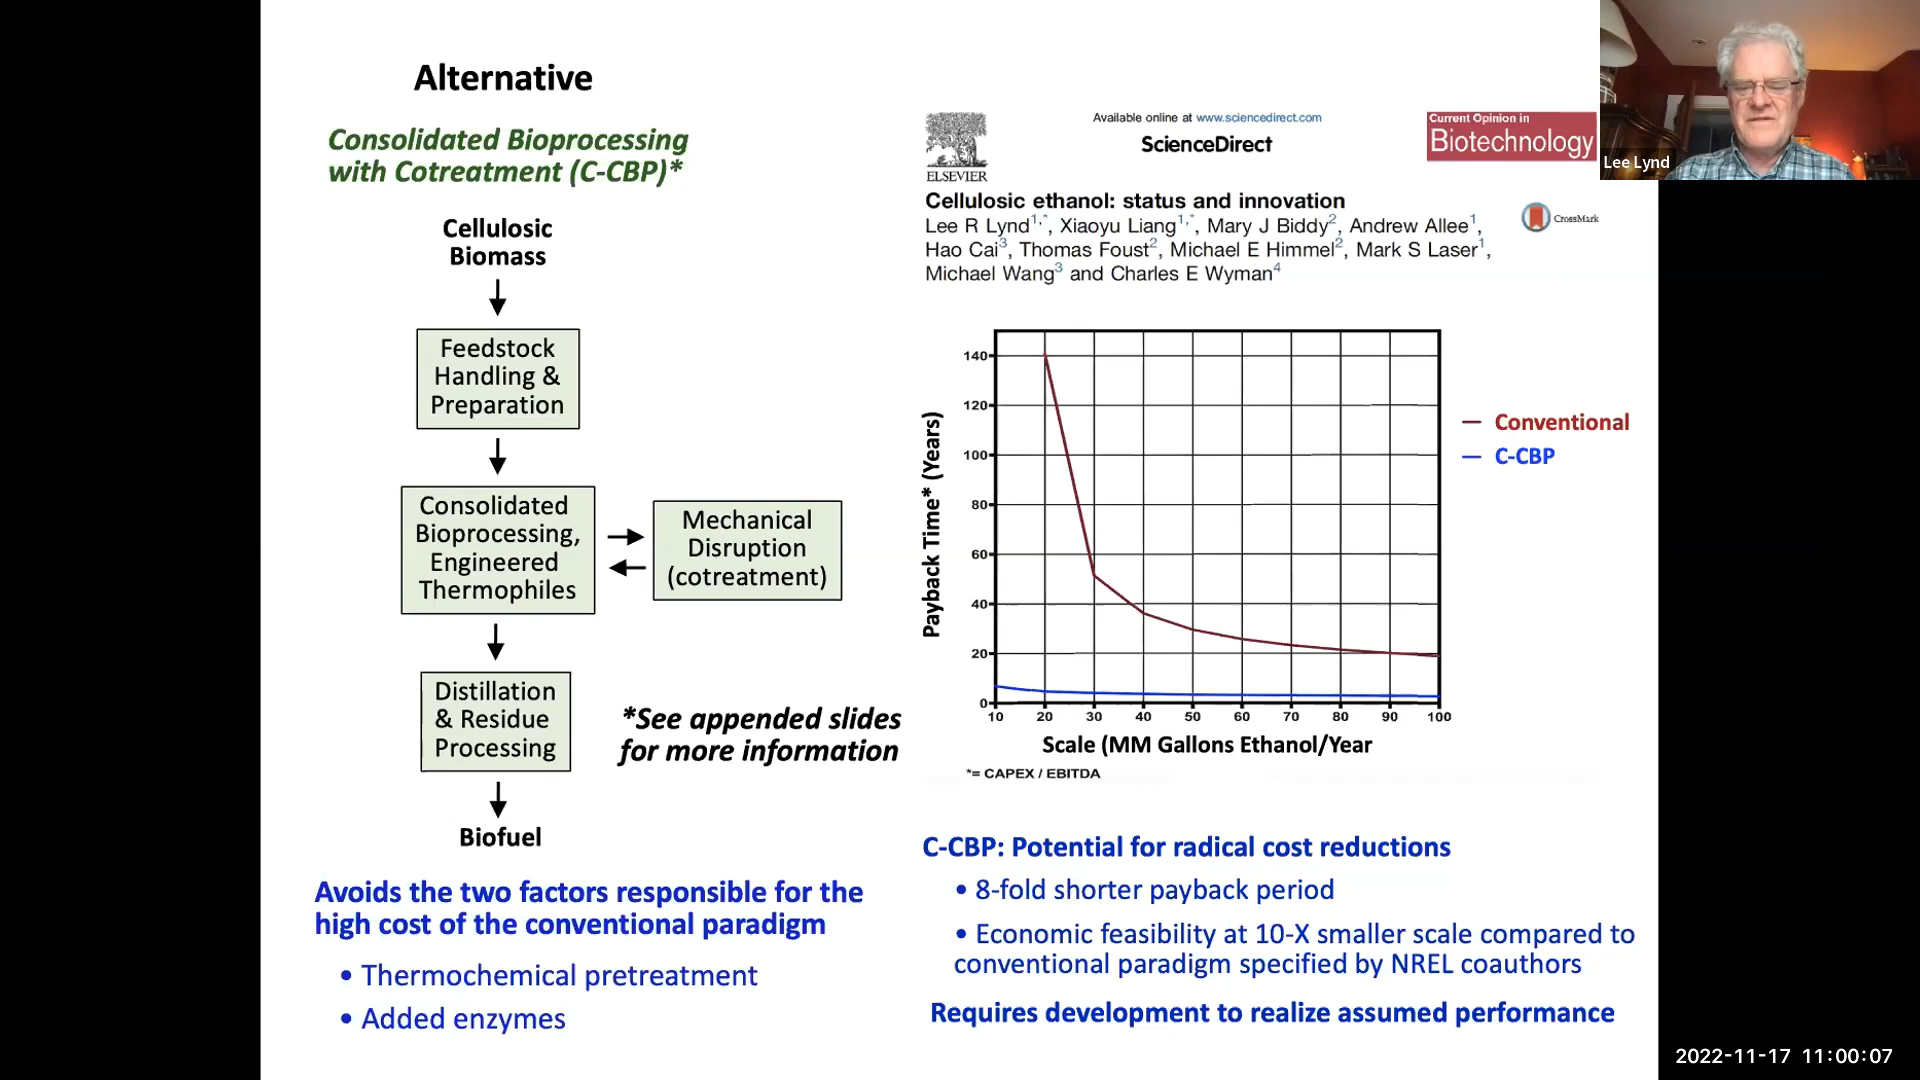 Alternative
Consolidated Bioprocessing
with Cotreatment (C-CBP)*
Cellulosic
Biomass
Feedstock
Handling &
Preparation
Consolidated
Bioprocessing,
Engineered
Thermophiles
Mechanical
Disruption
(cotreatment)
Distillation
& Residue
Processing
*See appended slides
for more information
Biofuel
Avoids the two factors responsible for the
high cost of the conventional paradigm
• Thermochemical pretreatment
• Added enzymes
ELSEVIER
Available online at www.sciencedirect.com
ScienceDirect
Current Opinion in
Biotechnology
Cellulosic ethanol: status and innovation
Lee R Lynd1,*, Xiaoyu Liang1,*, Mary J Biddy2, Andrew Allee1,
Hao Cai3, Thomas Foust2, Michael E Himmel2, Mark S Laser1,
Michael Wang3 and Charles E Wyman4
CrossMark
Payback Time* (Years)
140
120
100
80
60
40
20
0
10 20 30 40 50 60 70 80 90 100
Scale (MM Gallons Ethanol/Year
*= CAPEX / EBITDA
Conventional
C-CBP
C-CBP: Potential for radical cost reductions
• 8-fold shorter payback period
• Economic feasibility at 10-X smaller scale compared to
conventional paradigm specified by NREL coauthors
Requires development to realize assumed performance
Lee Lynd
2022-11-17 11:00:07